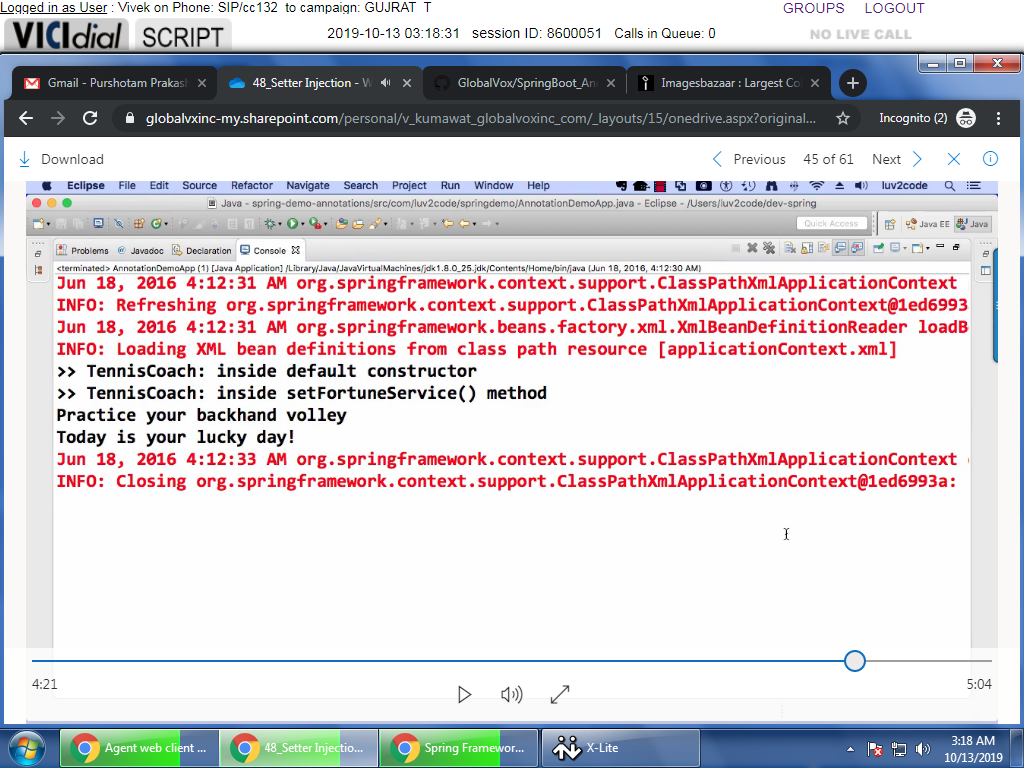 Logged in as User : Vivek on Phone: SIP/cc132 to campaign: GUJRAT_T
GROUPS LOGOUT
VICIdial SCRIPT
2019-10-13 03:18:31 session ID: 8600051 Calls in Queue: 0
NO LIVE CALL
Gmail - Purshotam Prakas
48_Setter Injection - W
GlobalVox/SpringBoot_An
Imagesbazaar : Largest Co
globalvxinc-my.sharepoint.com/personal/v_kumawat_globalvoxinc_com/_layouts/15/onedrive.aspx?original...
Incognito (2)
Download
Previous 45 of 61 Next
Eclipse File Edit Source Refactor Navigate Search Project Run Window Help
luv2code
Java - spring-demo-annotations/src/com/luv2code/springdemo/AnnotationDemoApp.java - Eclipse - /Users/luv2code/dev-spring
Quick Access
Java EE Java
Problems @ Javadoc Declaration Console
<terminated> AnnotationDemoApp (1) [Java Application] /Library/Java/JavaVirtualMachines/jdk1.8.0_25.jdk/Contents/Home/bin/java (Jun 18, 2016, 4:12:30 AM)
Jun 18, 2016 4:12:31 AM org.springframework.context.support.ClassPathXmlApplicationContext
INFO: Refreshing org.springframework.context.support.ClassPathXmlApplicationContext@1ed6993
Jun 18, 2016 4:12:31 AM org.springframework.beans.factory.xml.XmlBeanDefinitionReader loadB
INFO: Loading XML bean definitions from class path resource [applicationContext.xml]
>> TennisCoach: inside default constructor
>> TennisCoach: inside setFortuneService() method
Practice your backhand volley
Today is your lucky day!
Jun 18, 2016 4:12:33 AM org.springframework.context.support.ClassPathXmlApplicationContext
INFO: Closing org.springframework.context.support.ClassPathXmlApplicationContext@1ed6993a:
4:21
5:04
Agent web client ...
48_Setter Injectio...
Spring Framewor...
X-Lite
3:18 AM
10/13/2019